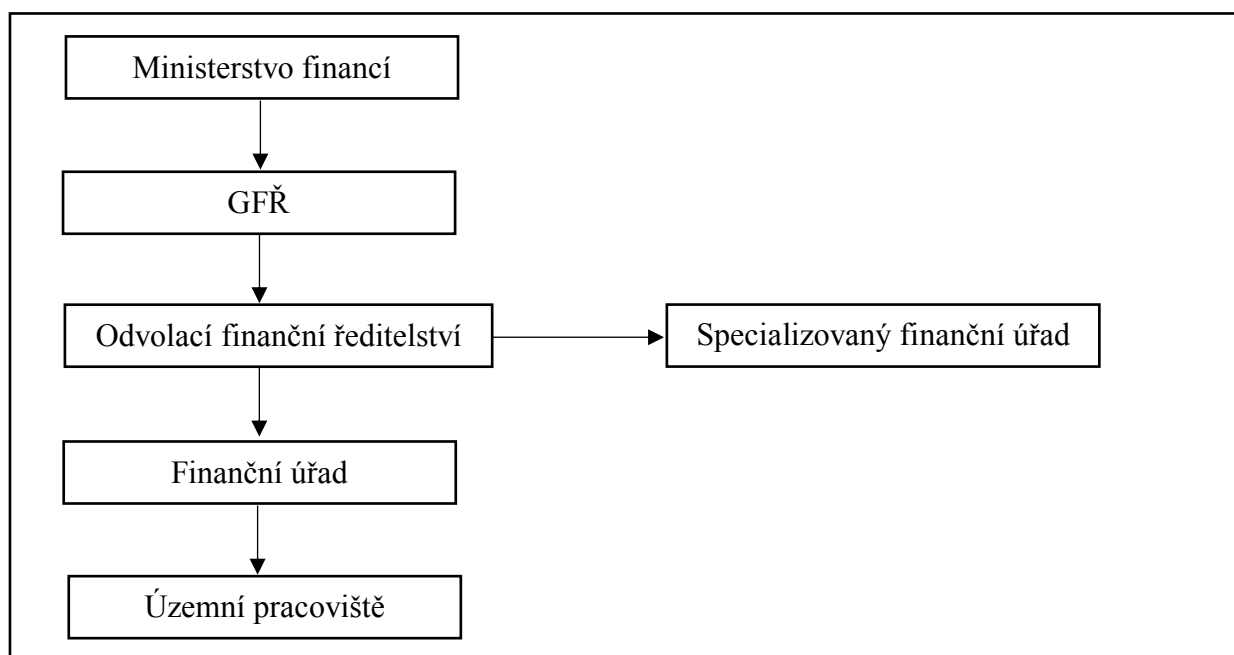 Ministerstvo financí
GFŘ
Odvolací finanční ředitelství
Specializovaný finanční úřad
Finanční úřad
Územní pracoviště